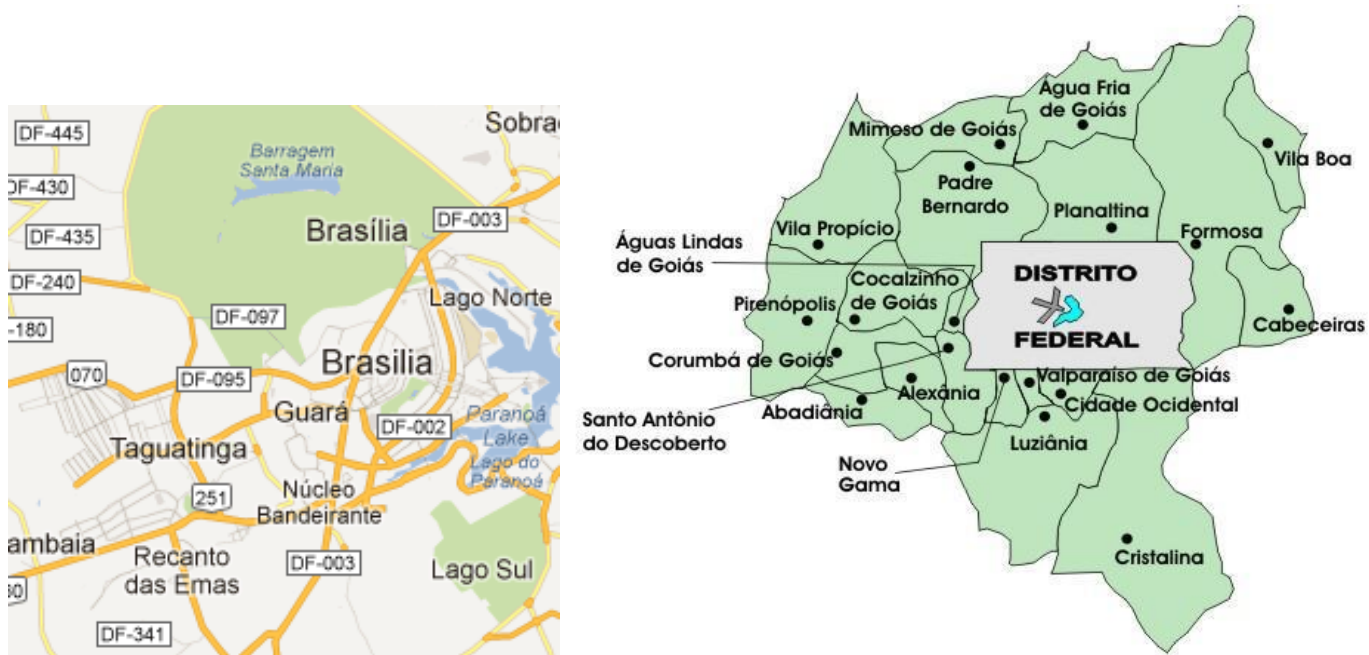 DF-445
Sobra
Barragem
Santa Maria
DF-430
DF-003
Brasília
DF-435
DF-240
Lago Norte
DF-097
-180
Brasilia
070
DF-095
Guará
Paranoá
Lake
DF-002
Taguatinga
Lago do
Paranoá
251
Núcleo
Bandeirante
ambaia
Recanto
das Emas
DF-003
Lago Sul
60
DF-341
Água Fria
de Goiás
Mimoso de Goiás
Vila Boa
Padre
Bernardo
Planaltina
Vila Propício
Formosa
Águas Lindas
de Goiás
Cocalzinho
de Goiás
DISTRITO
FEDERAL
Pirenópolis
Cabeceiras
Corumbá de Goiás
Valparaíso de Goiás
Alexânia
Abadiânia
Cidade Ocidental
Santo Antônio
do Descoberto
Luziânia
Novo
Gama
Cristalina